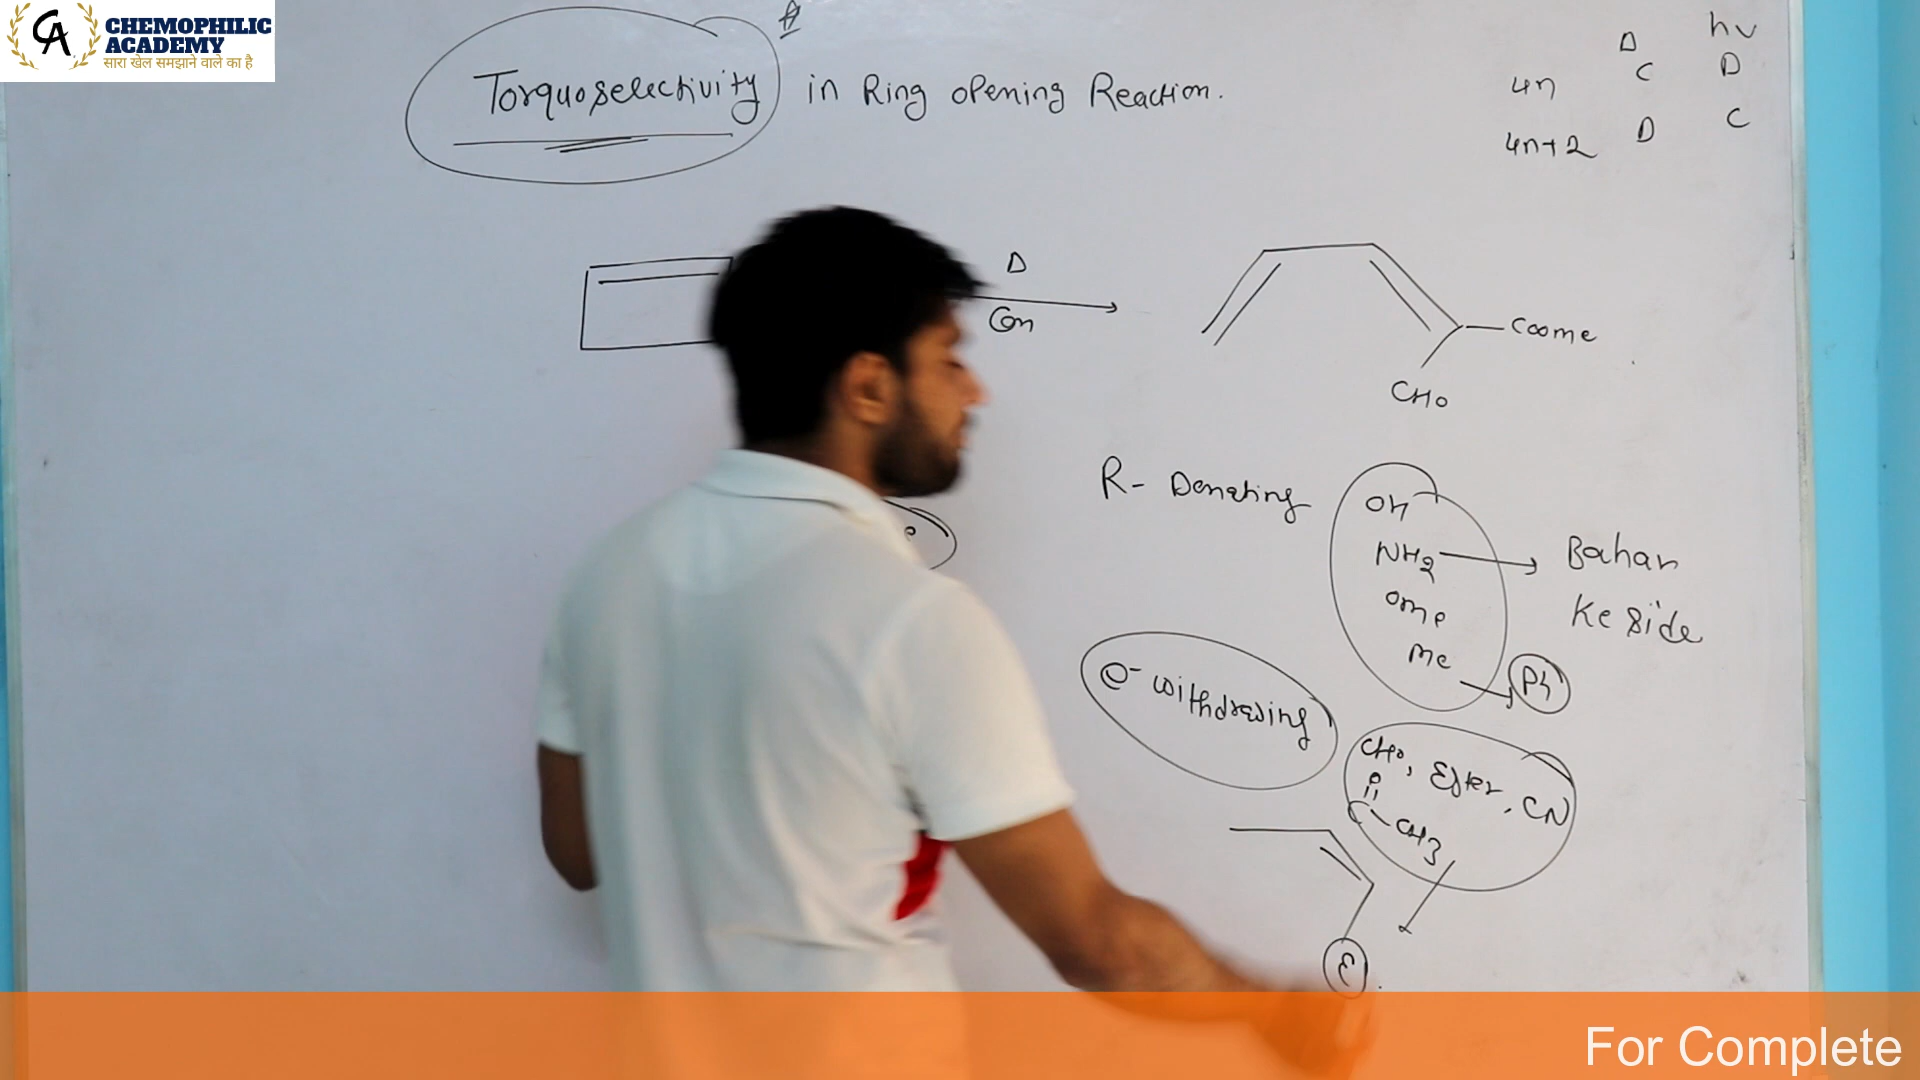 CA CHEMOPHILIC
ACADEMY
सारा खेल समझाने वाले का है
Torquoselectivity in Ring opening Reaction.
Δ hν
4n C D
4n+2 D C
Δ
Con
COOMe
CHO
R- Donating
OH
NH2
OMe
Me
Ph
Bahar
Ke side
e- withdrawing
CHO, Ester, CN
O
C-CH3
E
For Complete